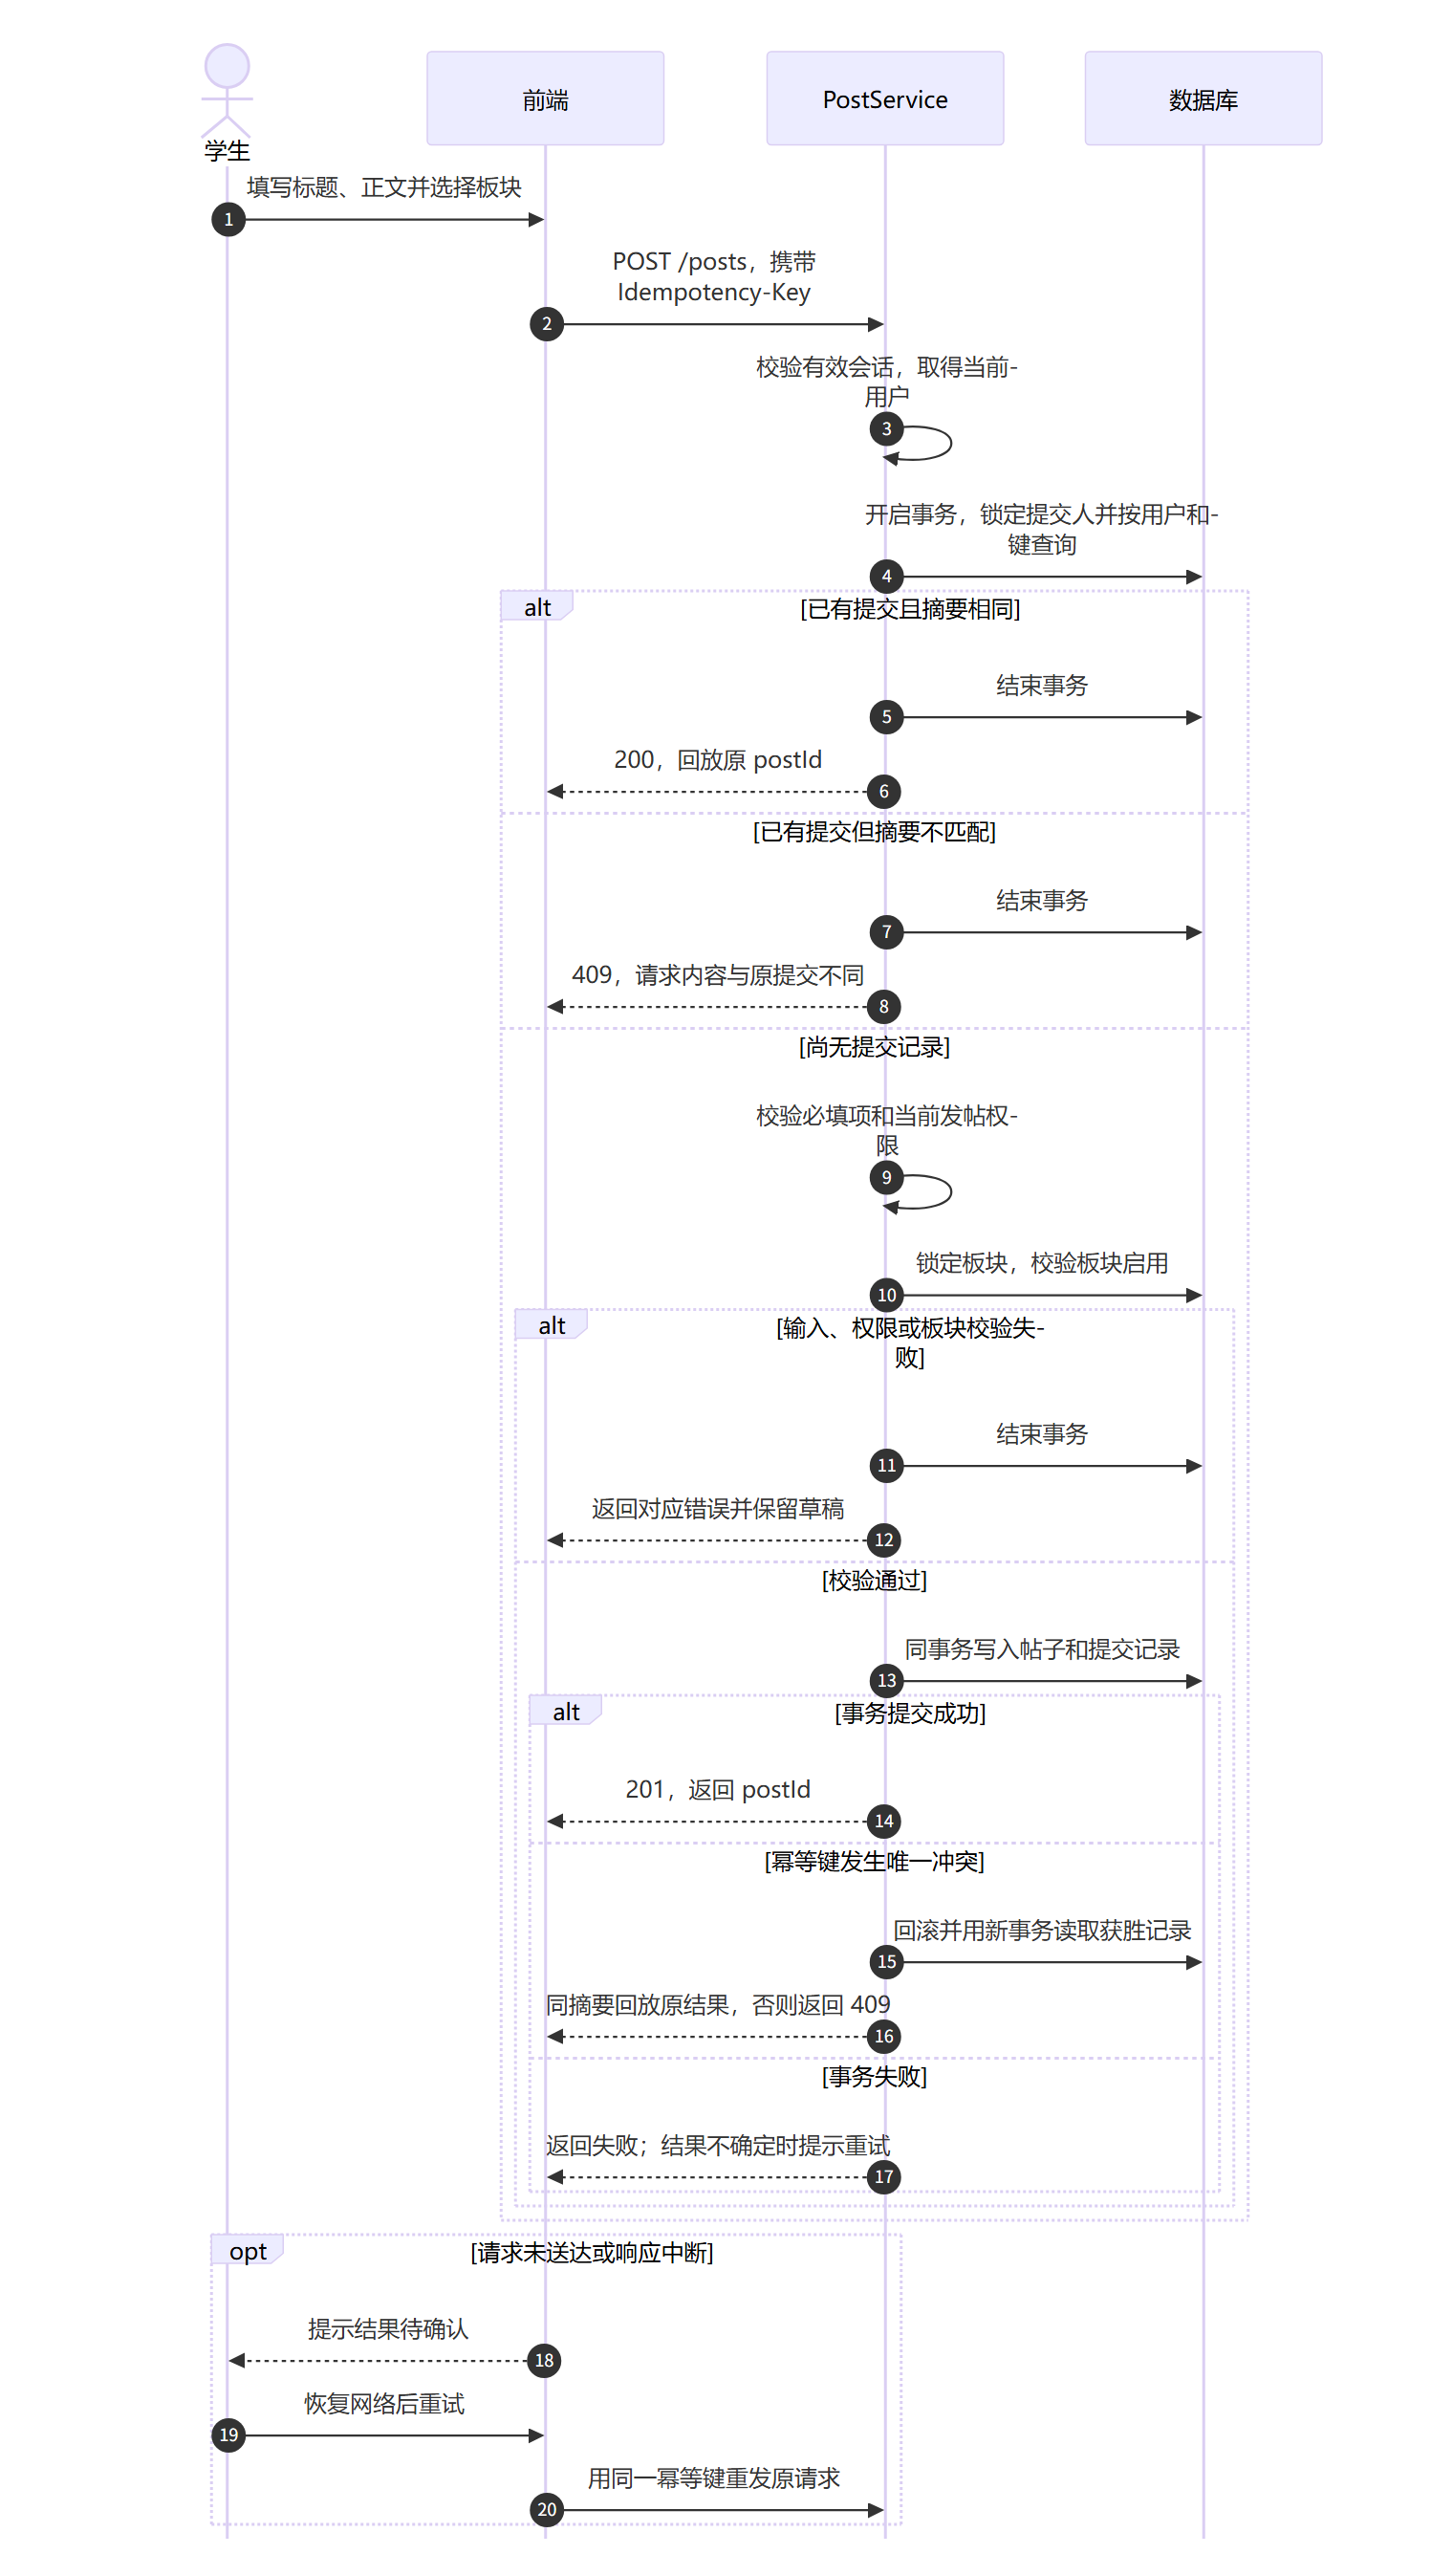 学生
前端
PostService
数据库
填写标题、正文并选择板块
1
POST /posts，携带
Idempotency-Key
2
校验有效会话，取得当前-
用户
3
开启事务，锁定提交人并按用户和-
键查询
4
alt
[已有提交且摘要相同]
结束事务
5
200，回放原 postId
6
[已有提交但摘要不匹配]
结束事务
7
409，请求内容与原提交不同
8
[尚无提交记录]
校验必填项和当前发帖权-
限
9
锁定板块，校验板块启用
10
alt
[输入、权限或板块校验失-
败]
结束事务
11
返回对应错误并保留草稿
12
[校验通过]
同事务写入帖子和提交记录
13
alt
[事务提交成功]
201，返回 postId
14
[幂等键发生唯一冲突]
回滚并用新事务读取获胜记录
15
同摘要回放原结果，否则返回 409
16
[事务失败]
返回失败；结果不确定时提示重试
17
opt
[请求未送达或响应中断]
提示结果待确认
18
恢复网络后重试
19
用同一幂等键重发原请求
20